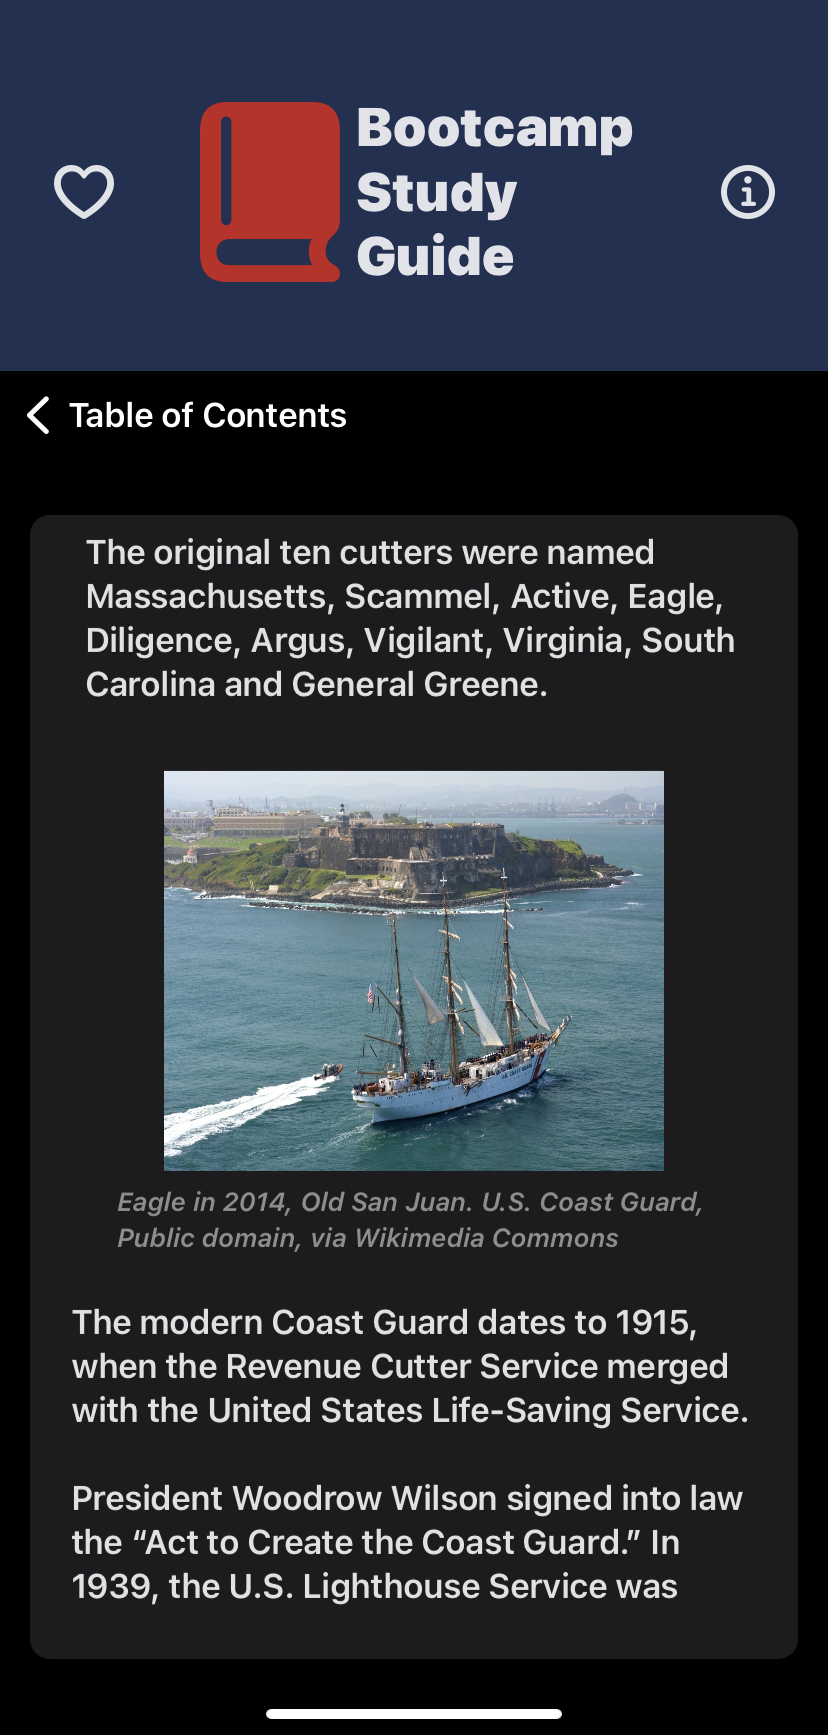 Bootcamp
Study
Guide
Table of Contents
The original ten cutters were named
Massachusetts, Scammel, Active, Eagle,
Diligence, Argus, Vigilant, Virginia, South
Carolina and General Greene.
U.S. COAST GUARD
Eagle in 2014, Old San Juan. U.S. Coast Guard,
Public domain, via Wikimedia Commons
The modern Coast Guard dates to 1915,
when the Revenue Cutter Service merged
with the United States Life-Saving Service.
President Woodrow Wilson signed into law
the “Act to Create the Coast Guard.” In
1939, the U.S. Lighthouse Service was